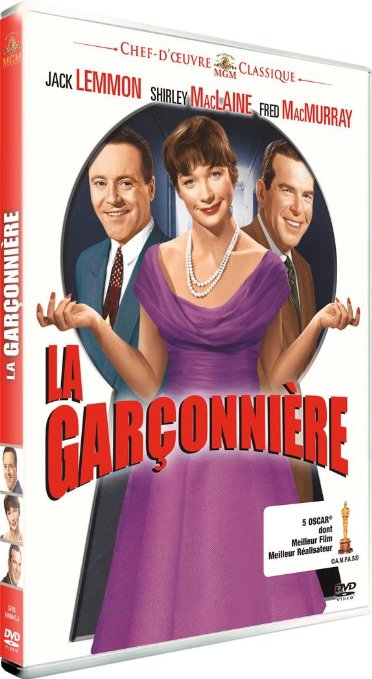 CHEF-D'ŒUVRE MGM CLASSIQUE
JACK LEMMON SHIRLEY MACLAINE FRED MACMURRAY
LA
GARÇONNIÈRE
5 OSCAR®
dont
Meilleur Film
Meilleur Réalisateur
©A.M.P.A.S®
DVD
MGM
LA GARÇONNIÈRE
DVD